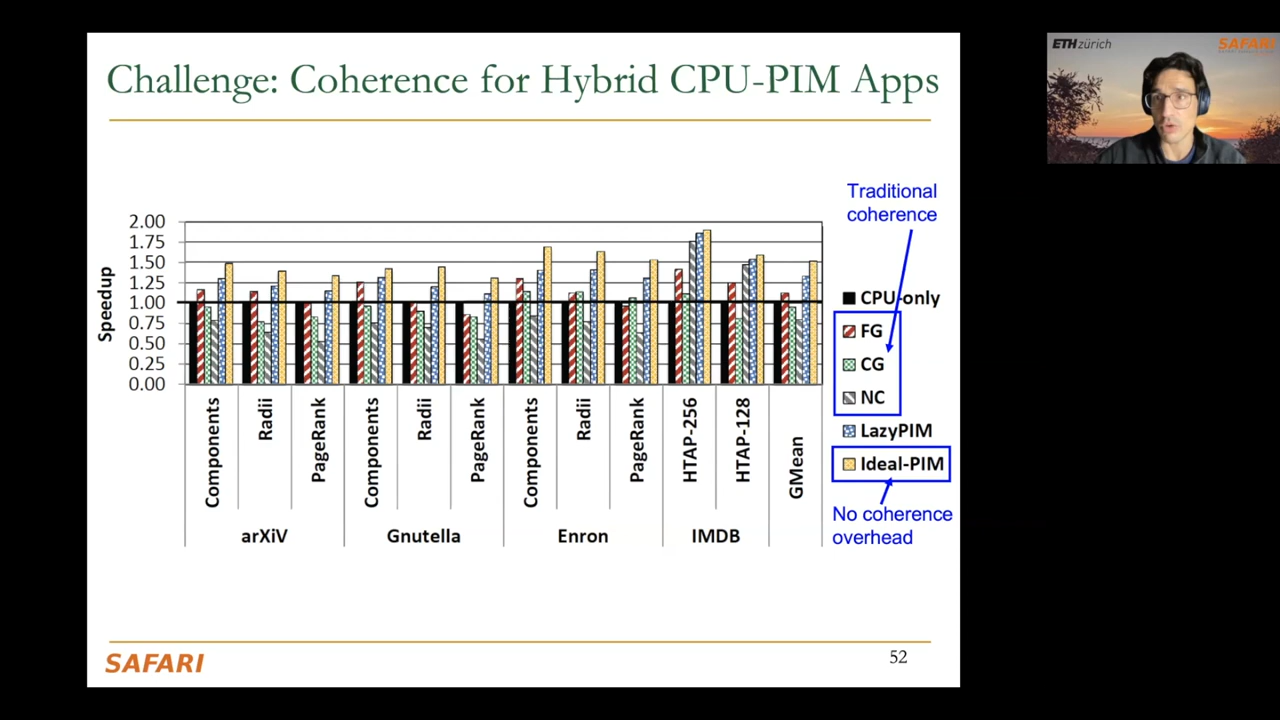 ETH zürich
SAFARI
Challenge: Coherence for Hybrid CPU-PIM Apps
Traditional
coherence
2.00
1.75
1.50
1.25
1.00
0.75
0.50
0.25
0.00
Speedup
CPU-only
FG
CG
NC
LazyPIM
Ideal-PIM
No coherence
overhead
Components
Radii
PageRank
Components
Radii
PageRank
Components
Radii
PageRank
HTAP-256
HTAP-128
GMean
arXiV
Gnutella
Enron
IMDB
SAFARI
52